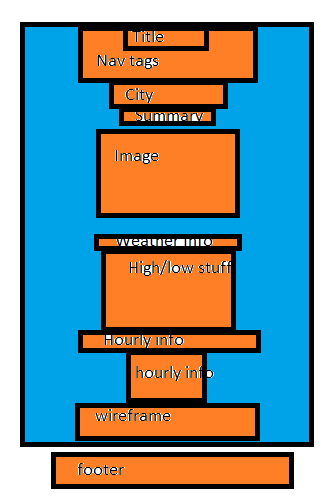 Title
Nav tags
City
Summary
Image
Weather info
High/low stuff
Hourly info
hourly info
wireframe
footer